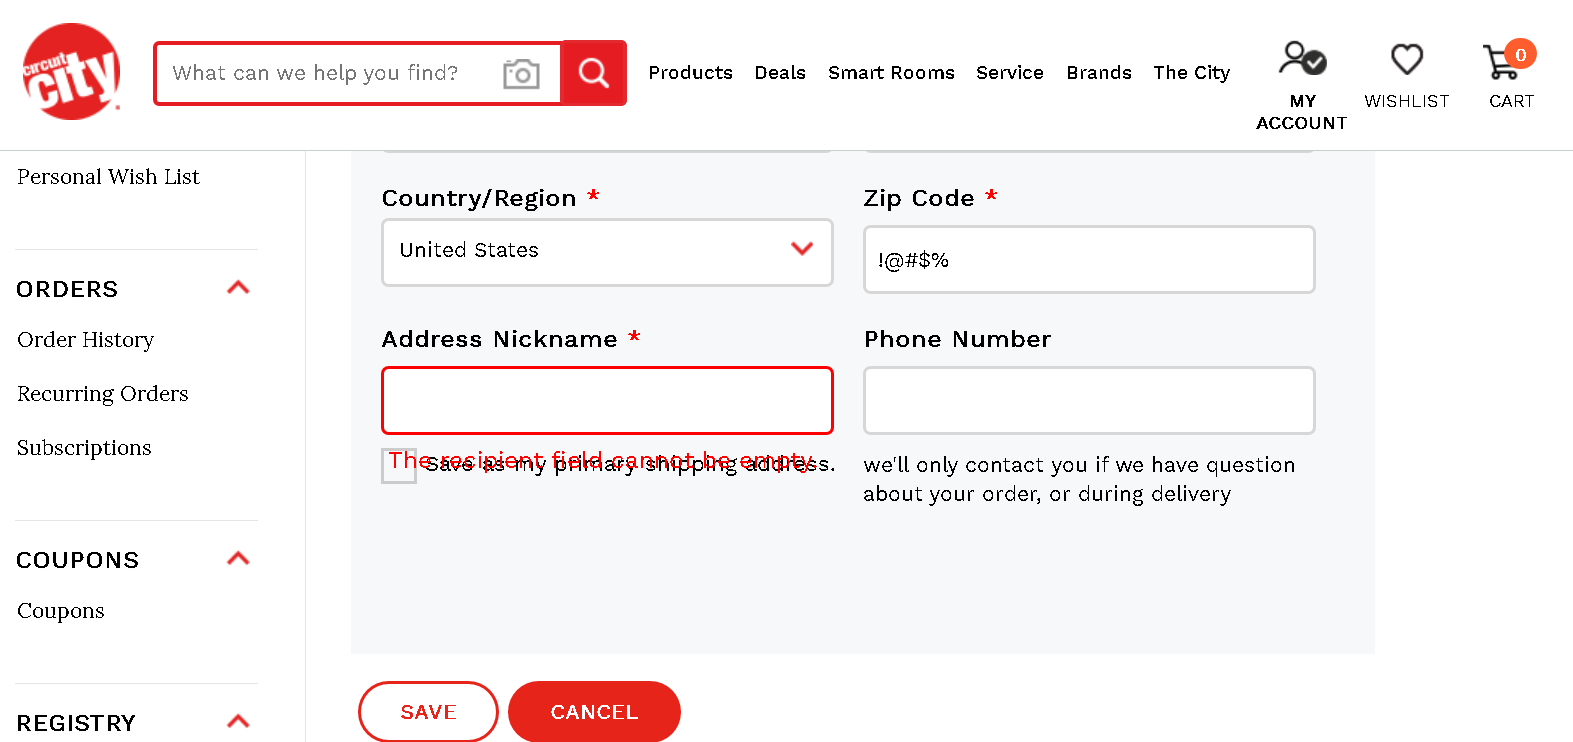 circuit
city
What can we help you find?
Products
Deals
Smart Rooms
Service
Brands
The City
MY
ACCOUNT
WISHLIST
0
CART
Personal Wish List
ORDERS
Order History
Recurring Orders
Subscriptions
COUPONS
Coupons
REGISTRY
Country/Region *
United States
Zip Code *
!@#$%
Address Nickname *
The recipient field cannot be empty.
Save as my primary shipping address.
Phone Number
we'll only contact you if we have question
about your order, or during delivery
SAVE
CANCEL